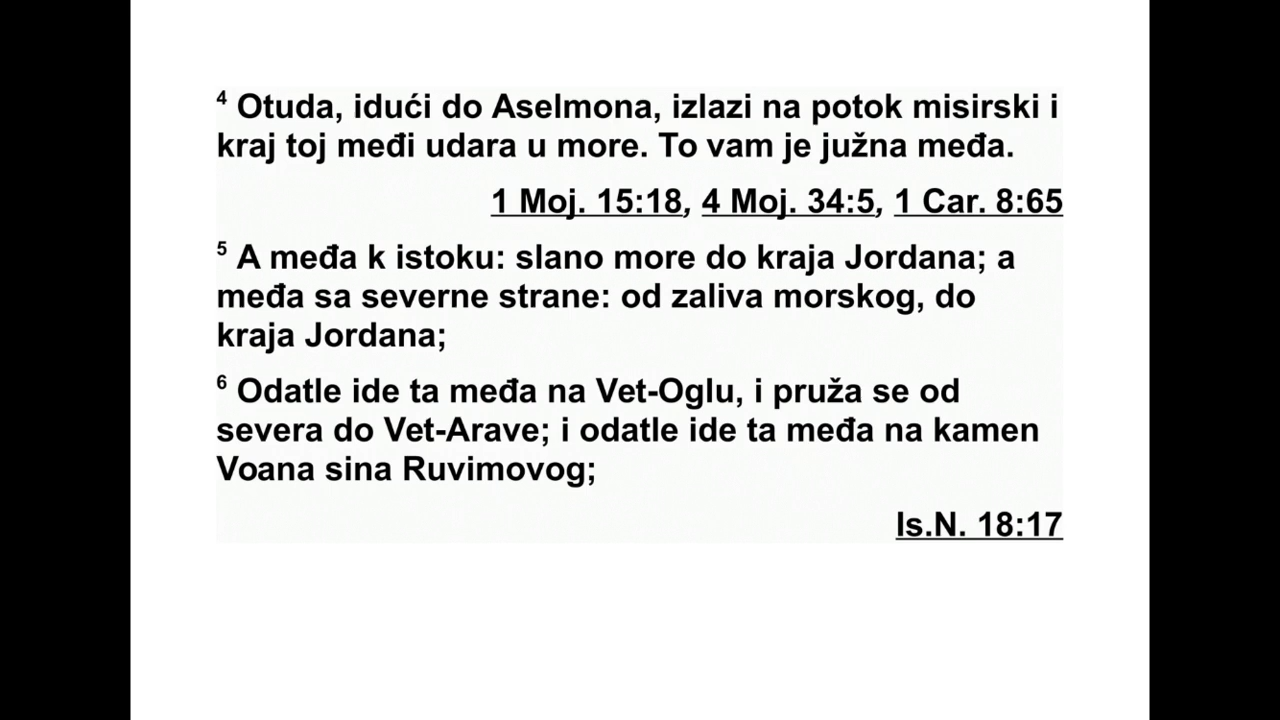 4 Otuda, idući do Aselmona, izlazi na potok misirski i
kraj toj međi udara u more. To vam je južna međa.
1 Moj. 15:18, 4 Moj. 34:5, 1 Car. 8:65
5 A međa k istoku: slano more do kraja Jordana; a
međa sa severne strane: od zaliva morskog, do
kraja Jordana;
6 Odatle ide ta međa na Vet-Oglu, i pruža se od
severa do Vet-Arave; i odatle ide ta međa na kamen
Voana sina Ruvimovog;
Is.N. 18:17